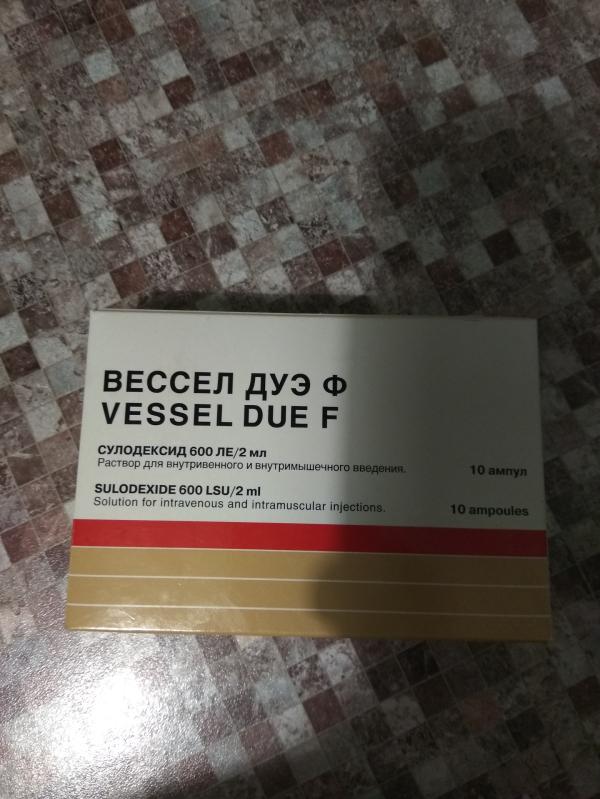 ВЕССЕЛ ДУЭ Ф
VESSEL DUE F
СУЛОДЕКСИД 600 ЛЕ/2 мл
Раствор для внутривенного и внутримышечного введения.
10 ампул
SULODEXIDE 600 LSU/2 ml
Solution for intravenous and intramuscular injections.
10 ampoules